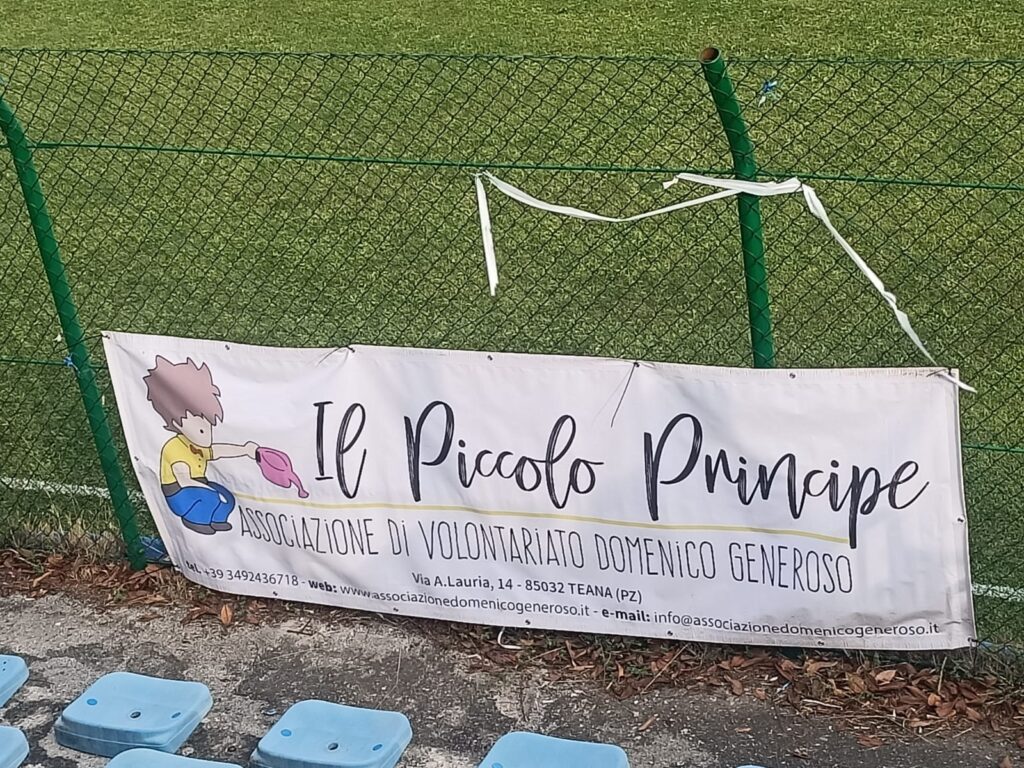 Il Piccolo Principe
ASSOCIAZIONE Di VOLONTARiATO DOMENiCO GENEROSO
Via A.Lauria, 14 - 85032 TEANA (PZ)
tel. +39 3492436718 - web: www.associazionedomenicogeneroso.it - e-mail: info@associazionedomenicogeneroso.it